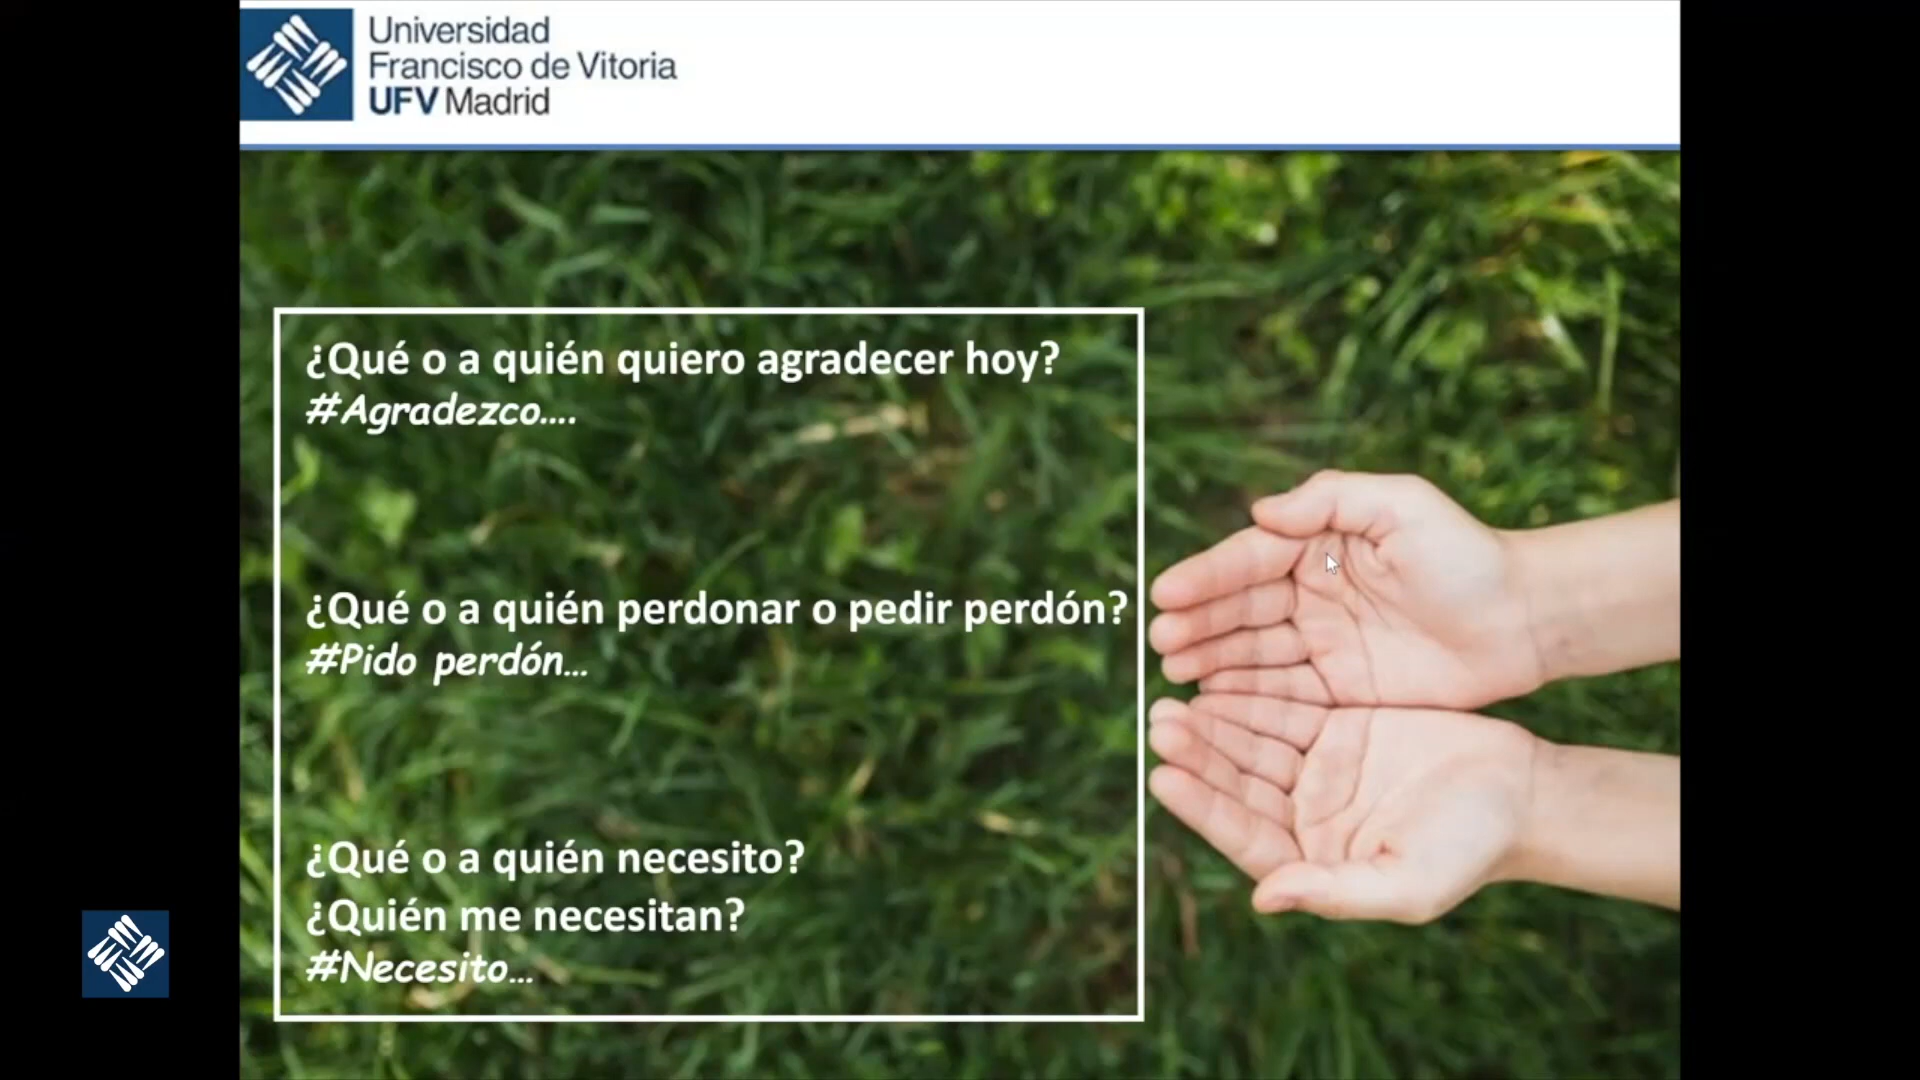 Universidad
Francisco de Vitoria
UFV Madrid
¿Qué o a quién quiero agradecer hoy?
#Agradezco....
¿Qué o a quién perdonar o pedir perdón?
#Pido perdón...
¿Qué o a quién necesito?
¿Quién me necesitan?
#Necesito...